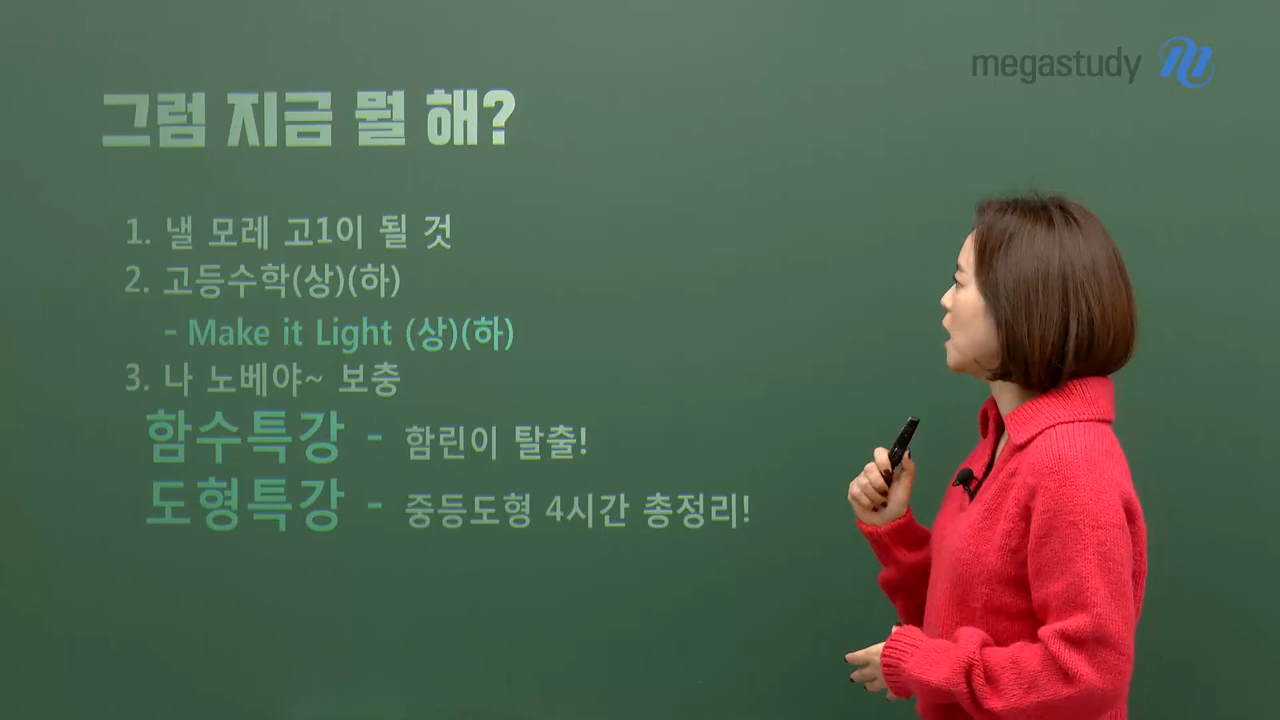 megastudy
그럼 지금 뭘 해?
1. 낼 모레 고1이 될 것
2. 고등수학(상)(하)
- Make it Light (상)(하)
3. 나 노베야~ 보충
함수특강 - 함린이 탈출!
도형특강 - 중등도형 4시간 총정리!